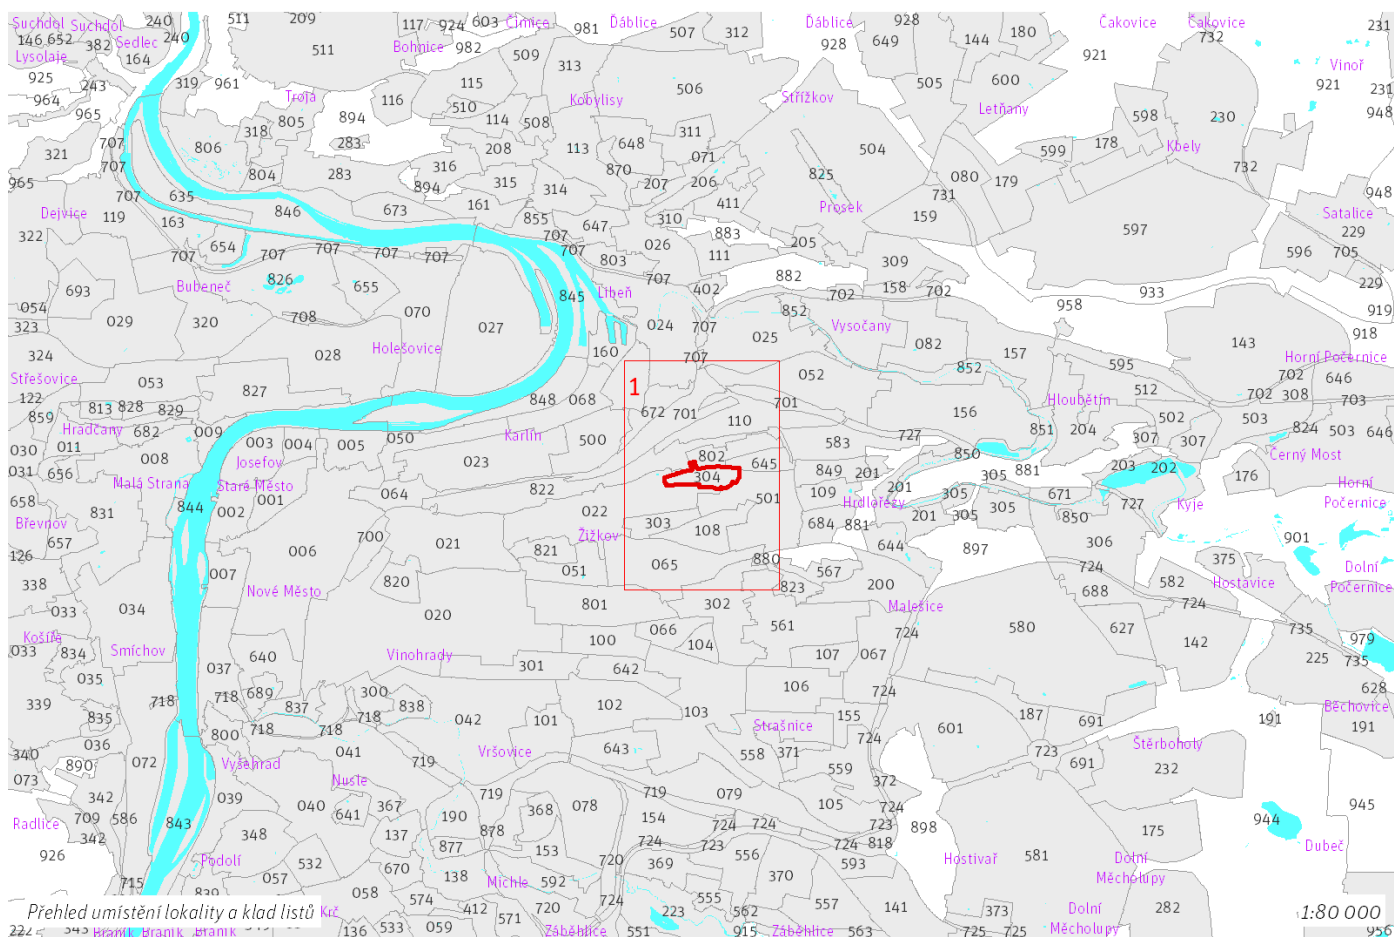 Suchdol Suchdol 240 511 209 117 924 603 Čimice 981 Ďáblice 507 312 Ďáblice 928 Čakovice Čakovice 231
146 652 382 Sedlec 240 511 Bohnice 982 509 928 649 144 180 921 732
Lysolaje 164 313 Vinoř
925 243 319 961 115 506 505 600 921 231
964 965 Troja 116 510 Kobylisy Střížkov Letňany 948
805 894 114 508 598 230
707 318 283 311
321 707 806 208 113 648 071 504 599 178 Kbely
965 804 283 316 894 315 314 870 207 206 825 080 179 732 948
707 635 161 411 731
Dejvice 119 163 846 673 855 647 310 Prosek 159 Satalice
322 654 707 026 883 205 597 229
707 707 707 707 707 803 111 309 596 705
Bubeneč 826 655 707 402 882 158 702 702 933 229
693 845 Libeň 958 919
054 029 320 708 070 027 024 707 852 Vysočany 918
323 025 082 143
324 028 Holešovice 160 707 157 Horní Počernice
Střešovice 053 052 852 595 702 646
122 827 848 068 701 512 702 308 703
859 813 828 829 1 672 701 156 Hloubětín 502 503
Hradčany 682 009 003 004 005 050 Karlín 500 110 727 851 204 307 307 824 503 646
030 011 008 Josefov 023 802 583 850 Černý Most
031 656 Malá Strana Staré Město 304 645 849 201 305 881 203 202 176 Horní
658 831 844 002 001 064 822 501 109 201 305 305 671 727 Kyje Počernice
Břevnov 022 303 108 684 881 Hrdlořezy 201 305 850
657 006 700 021 821 Žižkov 644 897 306 901
126 007 051 065 880 567 724 375 Dolní
338 820 823 200 688 582 Hostavice Počernice
033 034 Nové Město 020 801 302 Malešice 724
Košíře 066 561 724 580 627 142 735 979
033 834 Smíchov 640 Vinohrady 301 100 104 107 067 225 735
035 037 642 106 628
339 718 718 689 837 300 838 102 724 187 Běchovice
835 718 718 718 042 101 103 155 Strašnice 601 691 191 191
340 036 800 041 Vršovice 643 558 371 724 723 Štěrboholy
073 890 072 Vyšehrad 719 559 372 691 232
342 039 Nusle 719 719 079
709 586 040 641 367 190 368 078 154 105 724 945
Radlice 342 843 348 137 878 724 724 724 723 898 175 944
926 Podolí 877 153 724 723 724 818 Dubeč
715 532 670 138 720 369 556 593 Hostivař 581 Dolní
057 Michle 592 370 Měcholupy
839 058 574 555
Přehled umístění lokality a klad listů Krč 412 720 223 562 557 141 373 Dolní 282 1:80 000
222 343 Braník Braník Braník 136 533 059 571 Záběhlice 551 915 Záběhlice 563 725 725 Měcholupy 956